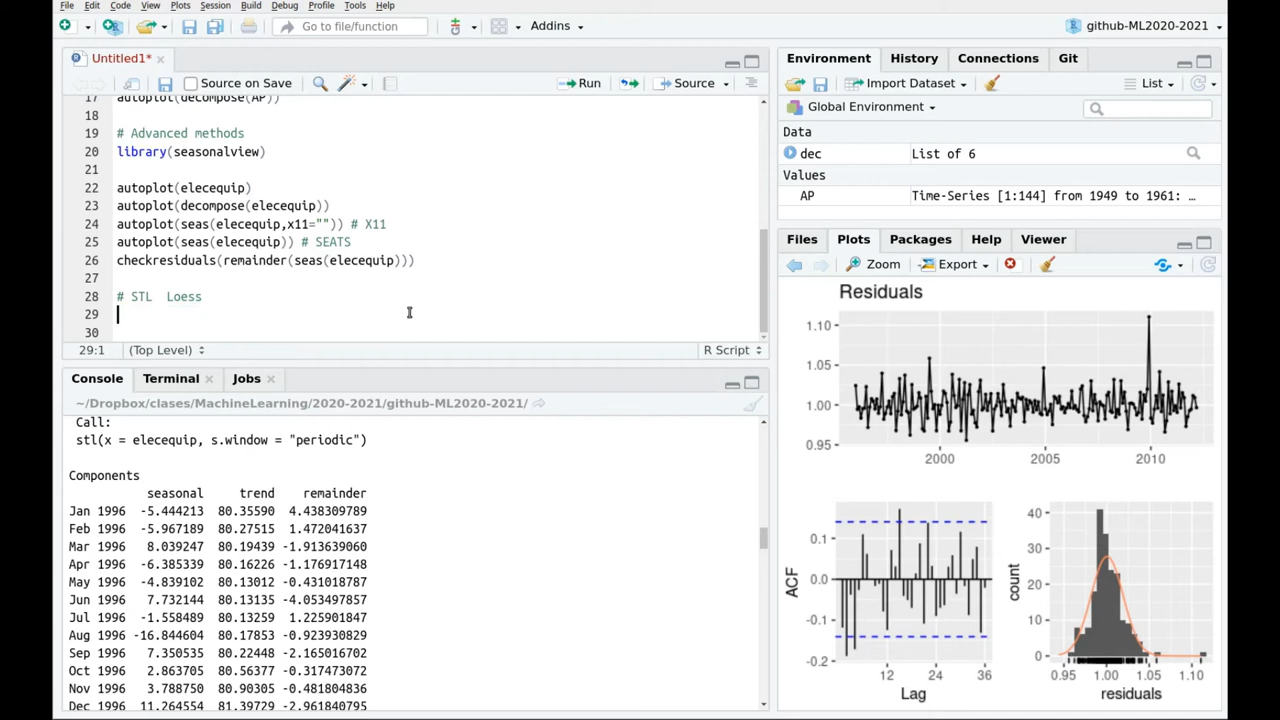 File Edit Code View Plots Session Build Debug Profile Tools Help
Go to file/function Addins github-ML2020-2021
Untitled1*
Source on Save Run Source
17 autoplot(decompose(AP))
18
19 # Advanced methods
20 library(seasonalview)
21
22 autoplot(elecequip)
23 autoplot(decompose(elecequip))
24 autoplot(seas(elecequip,x11="")) # X11
25 autoplot(seas(elecequip)) # SEATS
26 checkresiduals(remainder(seas(elecequip)))
27
28 # STL  Loess
29
30
29:1 (Top Level) R Script
Console Terminal Jobs
~/Dropbox/clases/MachineLearning/2020-2021/github-ML2020-2021/
Call:
stl(x = elecequip, s.window = "periodic")
Components
seasonal trend remainder
Jan 1996 -5.444213 80.35590 4.438309789
Feb 1996 -5.967189 80.27515 1.472041637
Mar 1996 8.039247 80.19439 -1.913639060
Apr 1996 -6.385339 80.16226 -1.176917148
May 1996 -4.839102 80.13012 -0.431018787
Jun 1996 7.732144 80.13135 -4.053497857
Jul 1996 -1.558489 80.13259 1.225901847
Aug 1996 -16.844604 80.17853 -0.923930829
Sep 1996 7.350535 80.22448 -2.165016702
Oct 1996 2.863705 80.56377 -0.317473072
Nov 1996 3.788750 80.90305 -0.481804836
Dec 1996 11.264554 81.39729 -2.961840795
Environment History Connections Git
Import Dataset List
Global Environment
Data
dec List of 6
Values
AP Time-Series [1:144] from 1949 to 1961: …
Files Plots Packages Help Viewer
Zoom Export
Residuals
1.10
1.05
1.00
0.95
2000 2005 2010
ACF
0.1
0.0
-0.1
-0.2
12 24 36
Lag
count
40
30
20
10
0
0.95 1.00 1.05 1.10
residuals